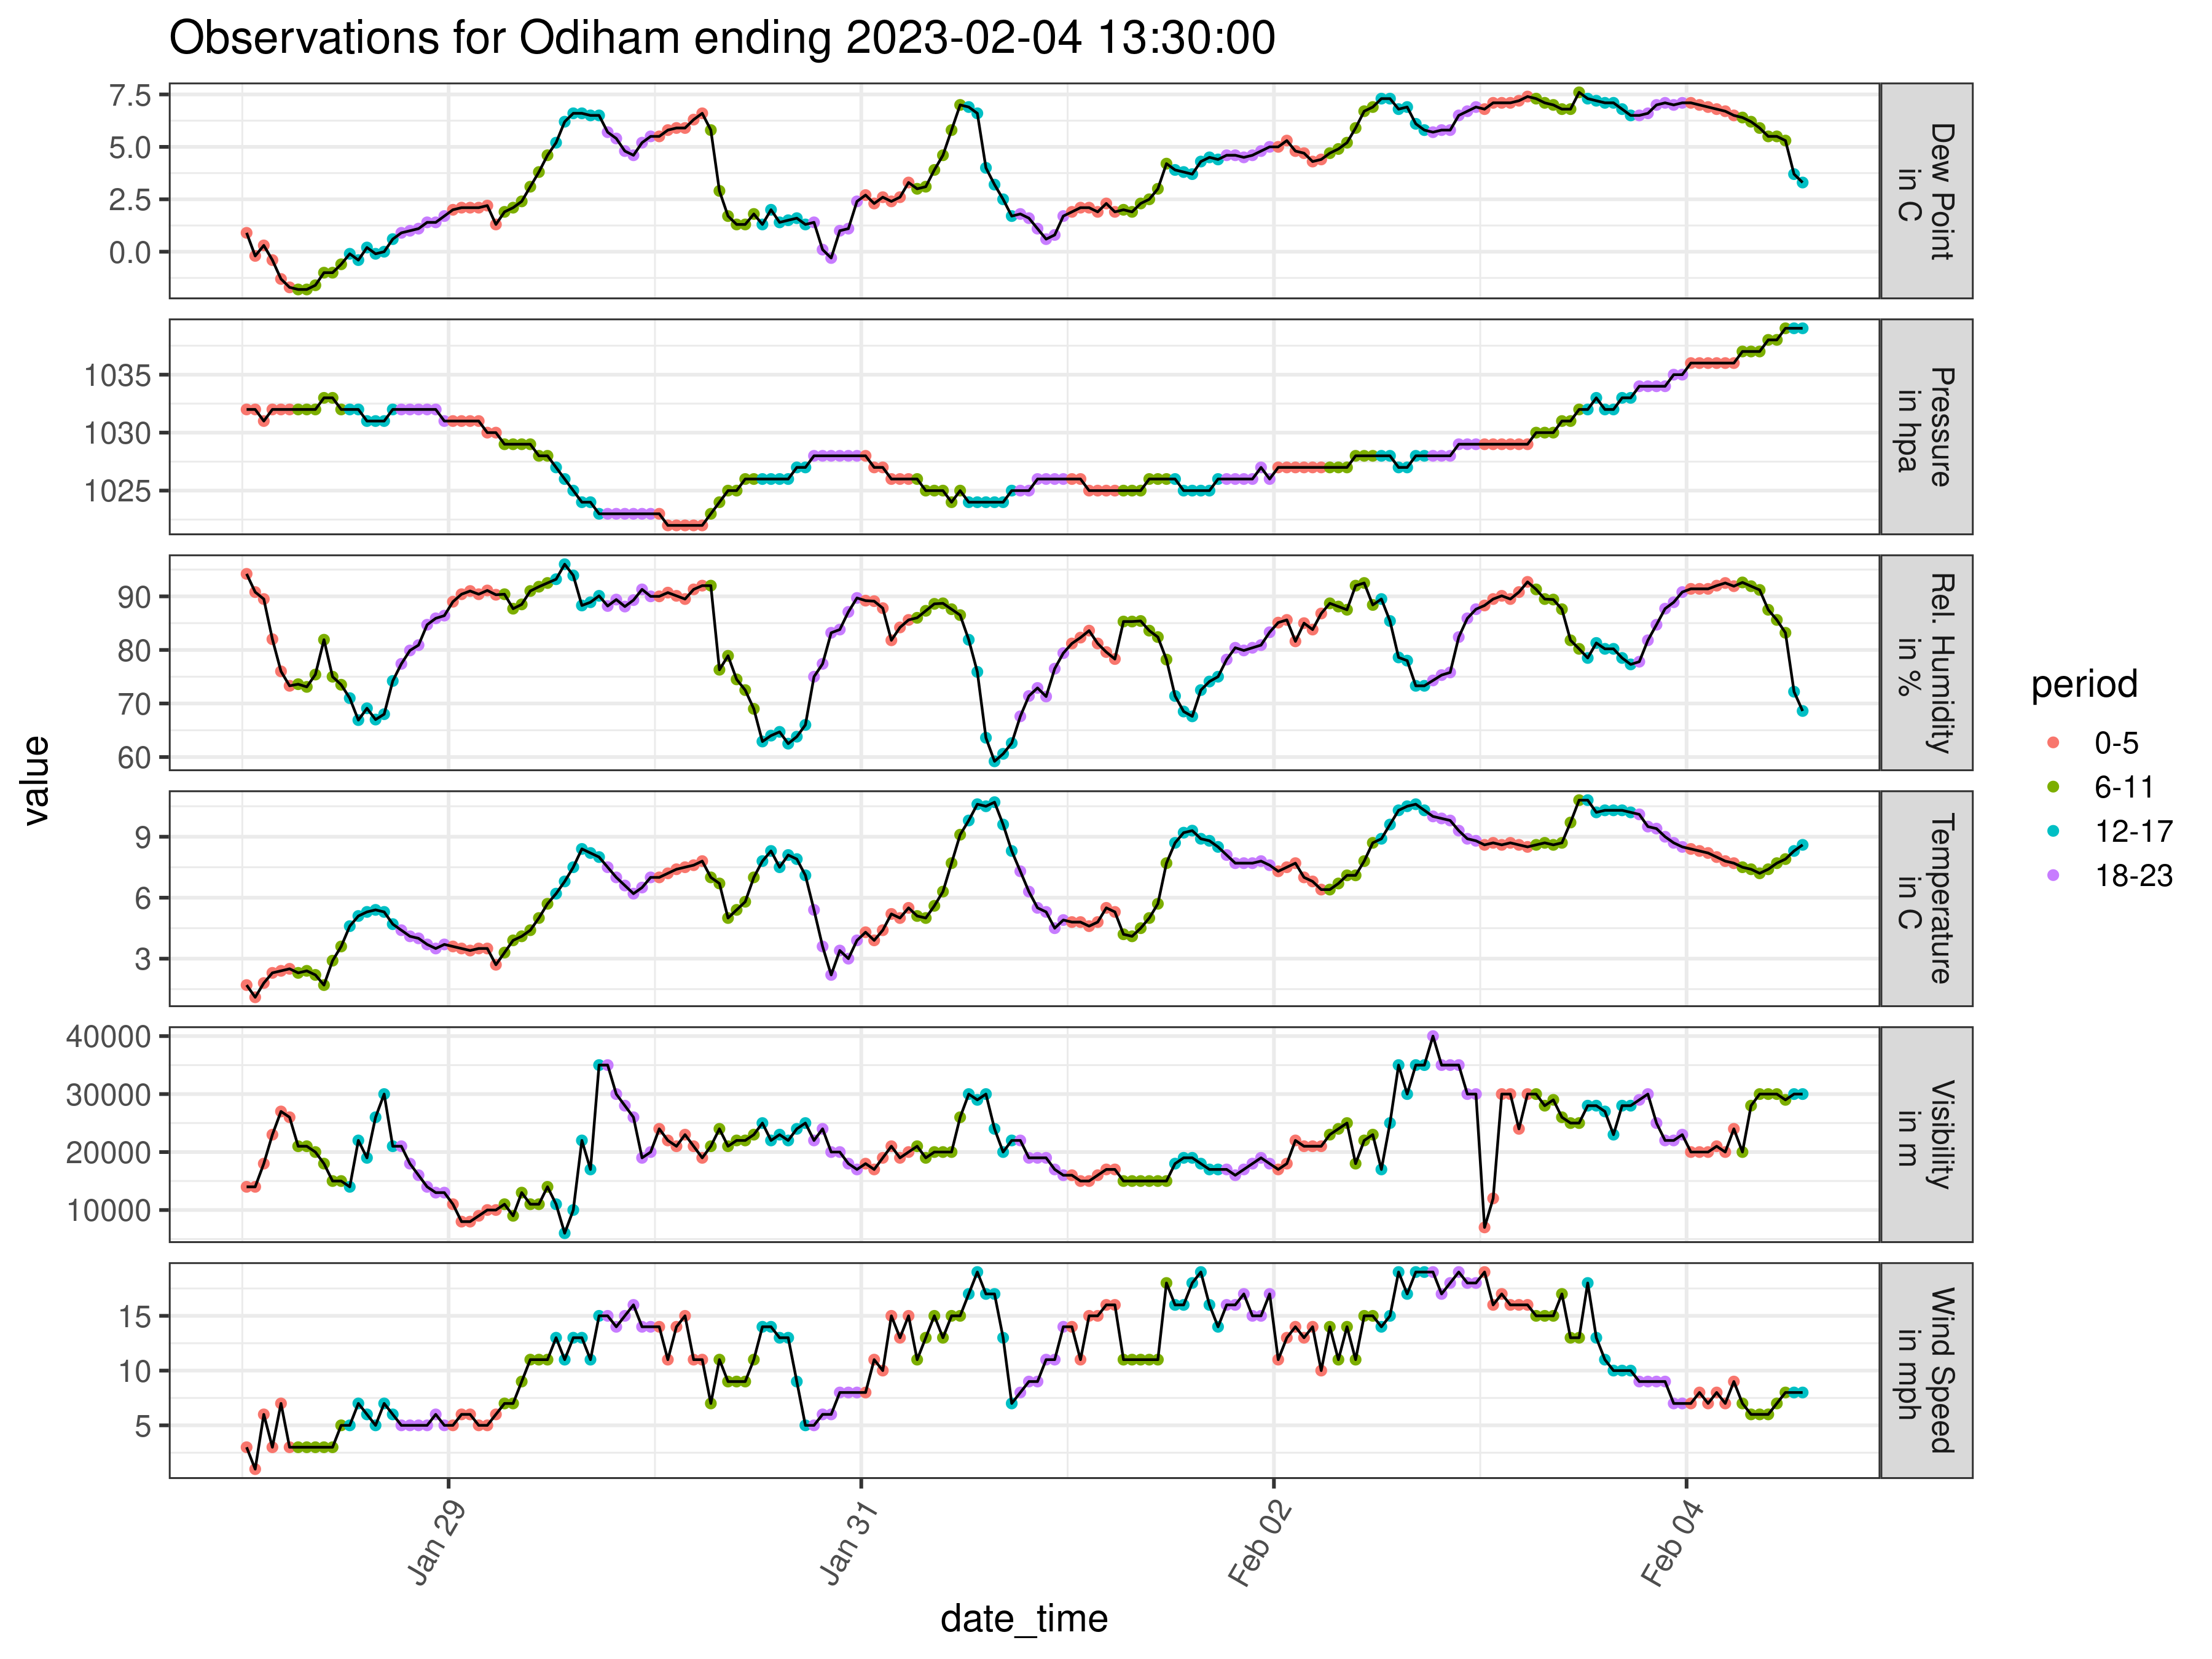 Observations for Odiham ending 2023-02-04 13:30:00
value
7.5
5.0
2.5
0.0
Dew Point
in C
1035
1030
1025
Pressure
in hpa
90
80
70
60
Rel. Humidity
in %
9
6
3
Temperature
in C
40000
30000
20000
10000
Visibility
in m
15
10
5
Wind Speed
in mph
Jan 29
Jan 31
Feb 02
Feb 04
date_time
period
0-5
6-11
12-17
18-23